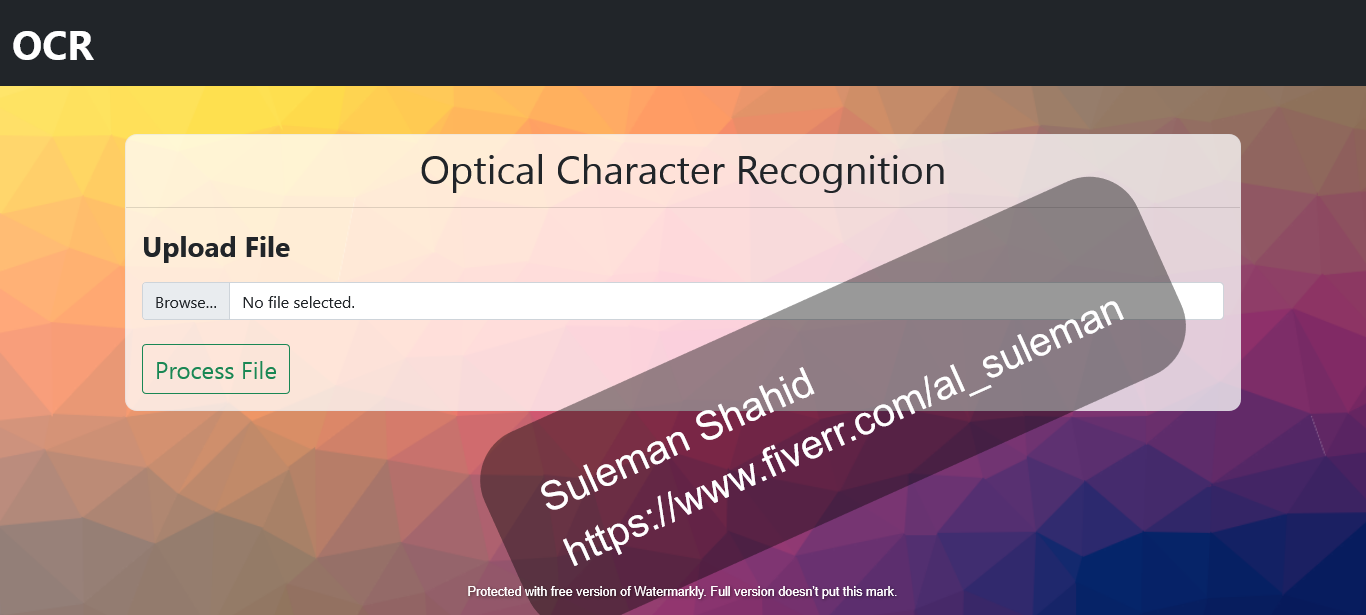 OCR
Optical Character Recognition
Upload File
Browse... No file selected.
Process File
Suleman Shahid
https://www.fiverr.com/al_suleman
Protected with free version of Watermarkly. Full version doesn't put this mark.